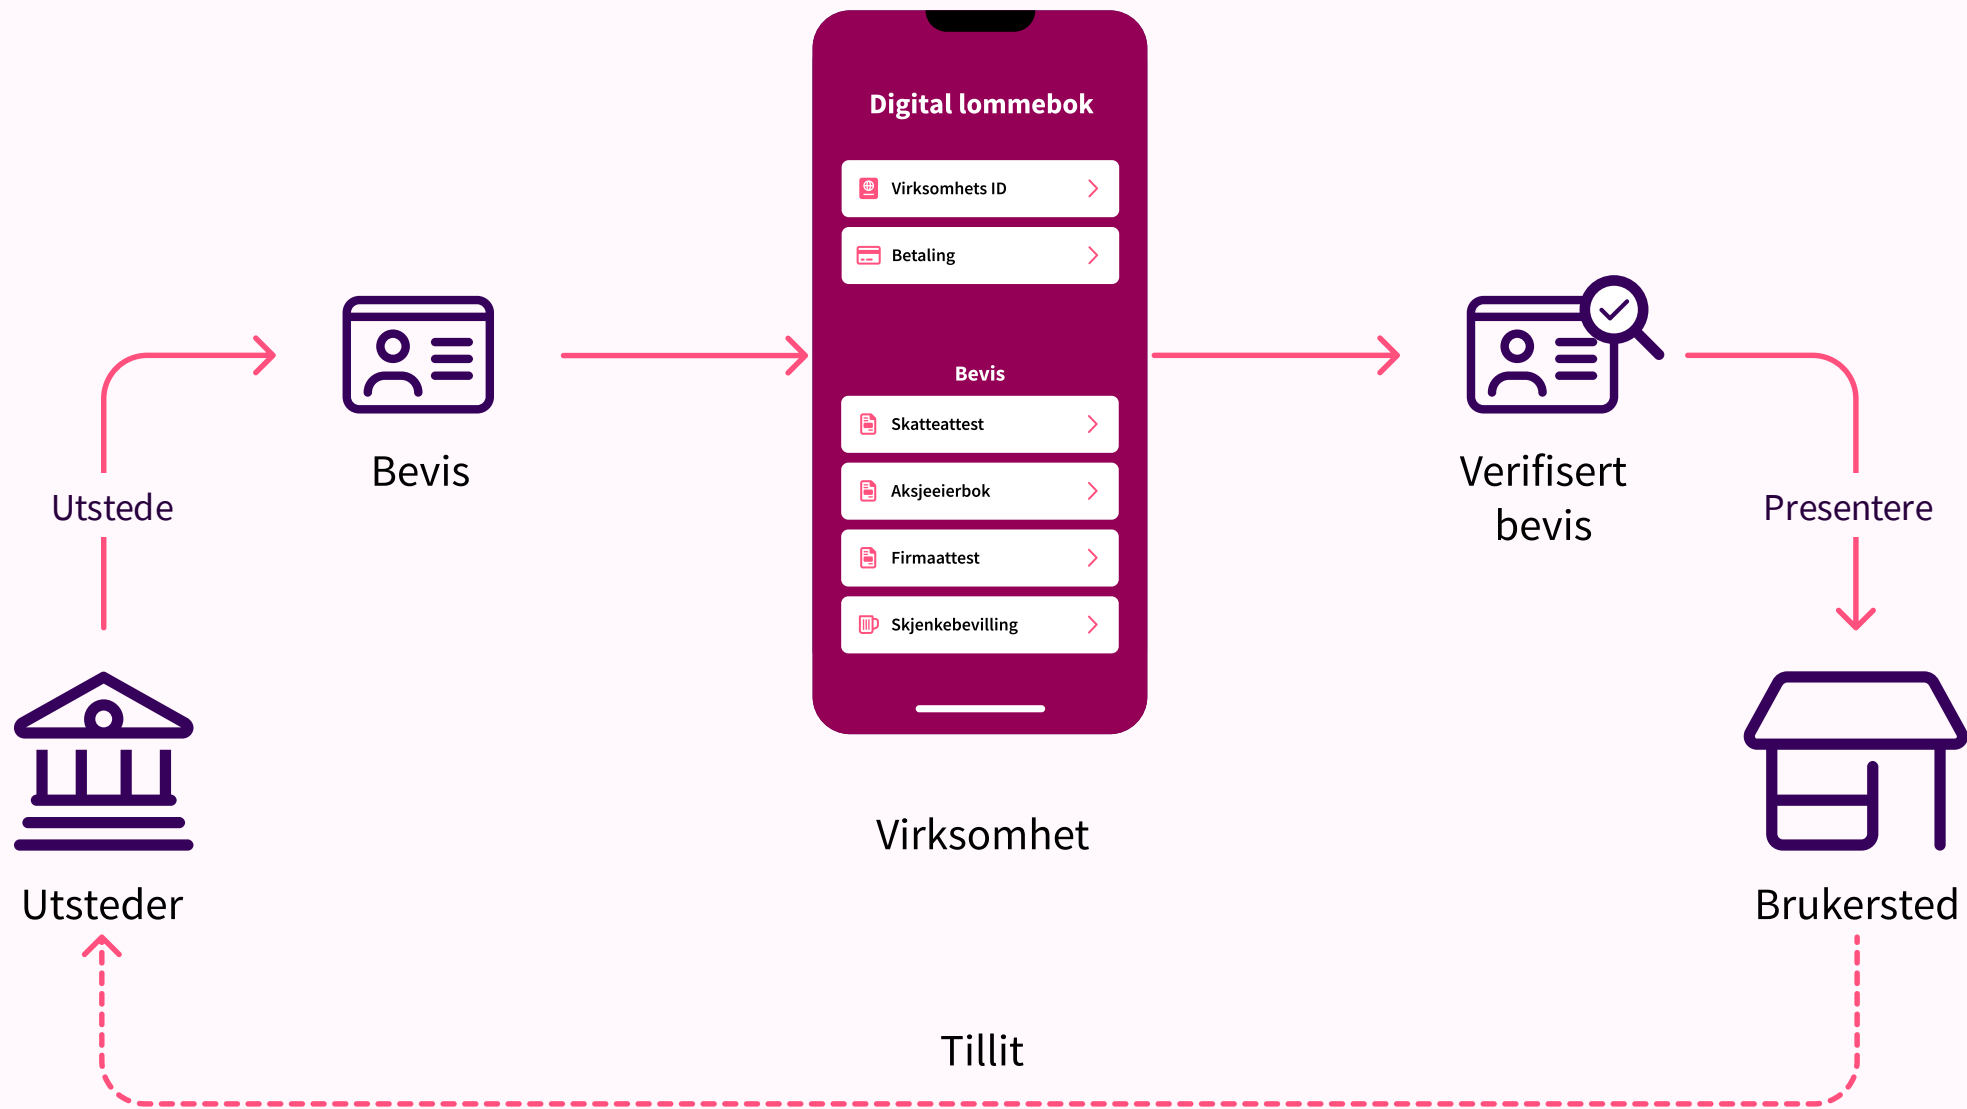 Digital lommebok
Virksomhets ID
Betaling
Bevis
Skatteattest
Aksjeeierbok
Firmaattest
Skjenkebevilling
Utstede
Bevis
Verifisert
bevis
Presentere
Virksomhet
Utsteder
Brukersted
Tillit